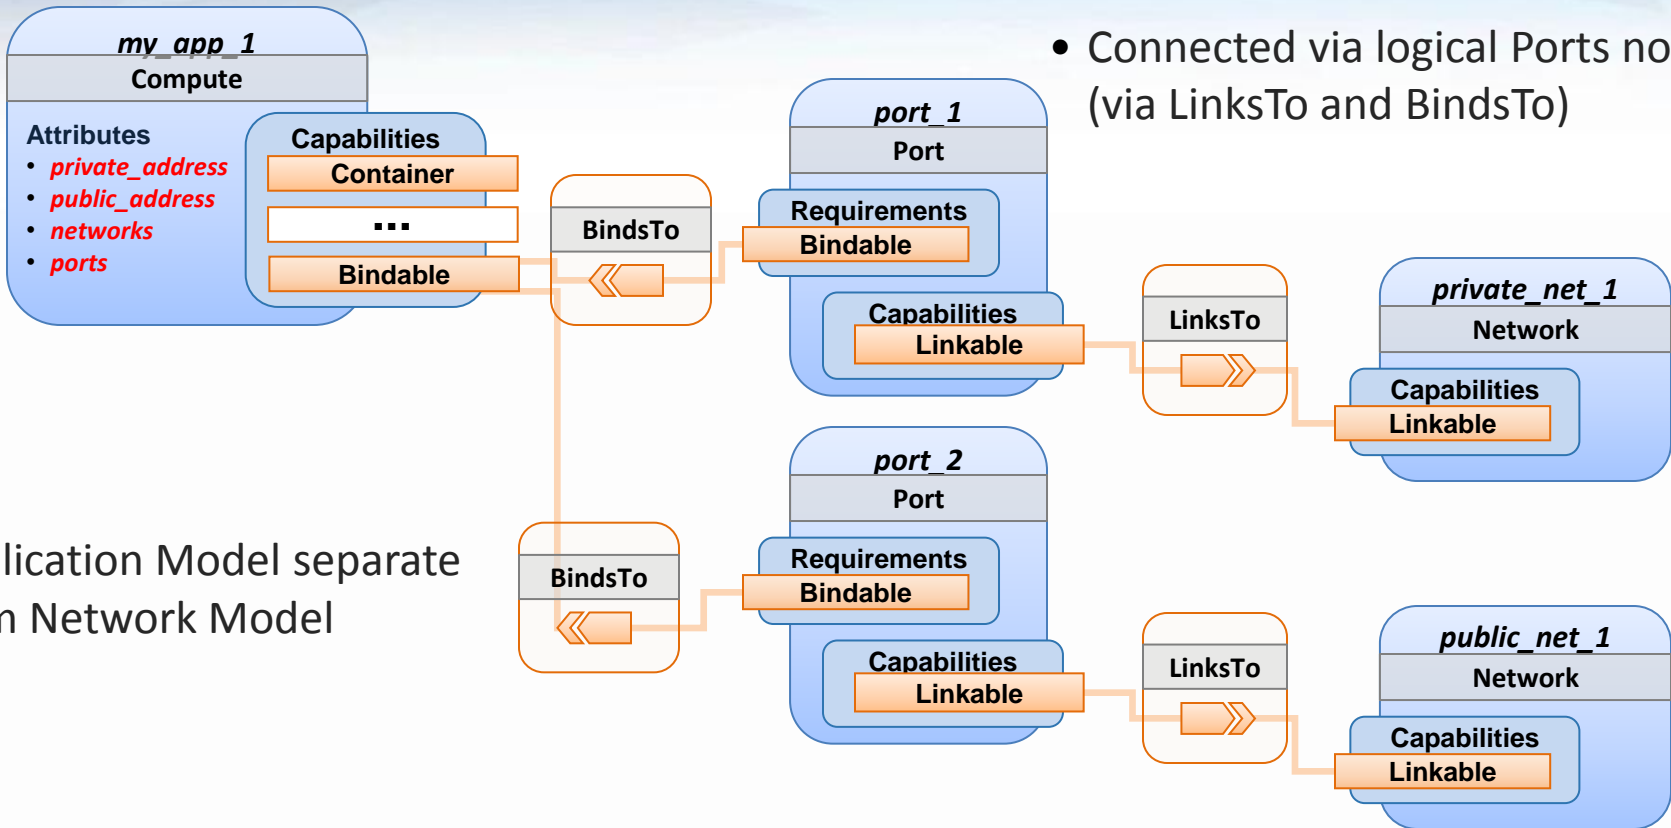 my_app_1
Compute
Attributes
• private_address
• public_address
• networks
• ports
Capabilities
Container
...
Bindable
BindsTo
port_1
Port
Requirements
Bindable
Capabilities
Linkable
• Connected via logical Ports no
(via LinksTo and BindsTo)
LinksTo
private_net_1
Network
Capabilities
Linkable
lication Model separate
n Network Model
BindsTo
port_2
Port
Requirements
Bindable
Capabilities
Linkable
LinksTo
public_net_1
Network
Capabilities
Linkable